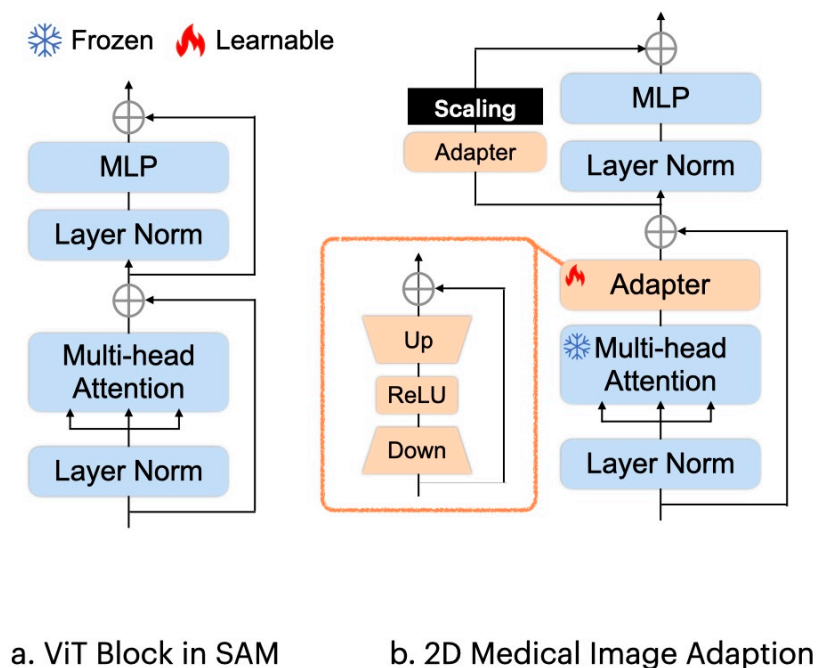 Frozen
Learnable
MLP
Layer Norm
Multi-head
Attention
Layer Norm
a. ViT Block in SAM
Scaling
Adapter
MLP
Layer Norm
Adapter
Multi-head
Attention
Layer Norm
Up
ReLU
Down
b. 2D Medical Image Adaption